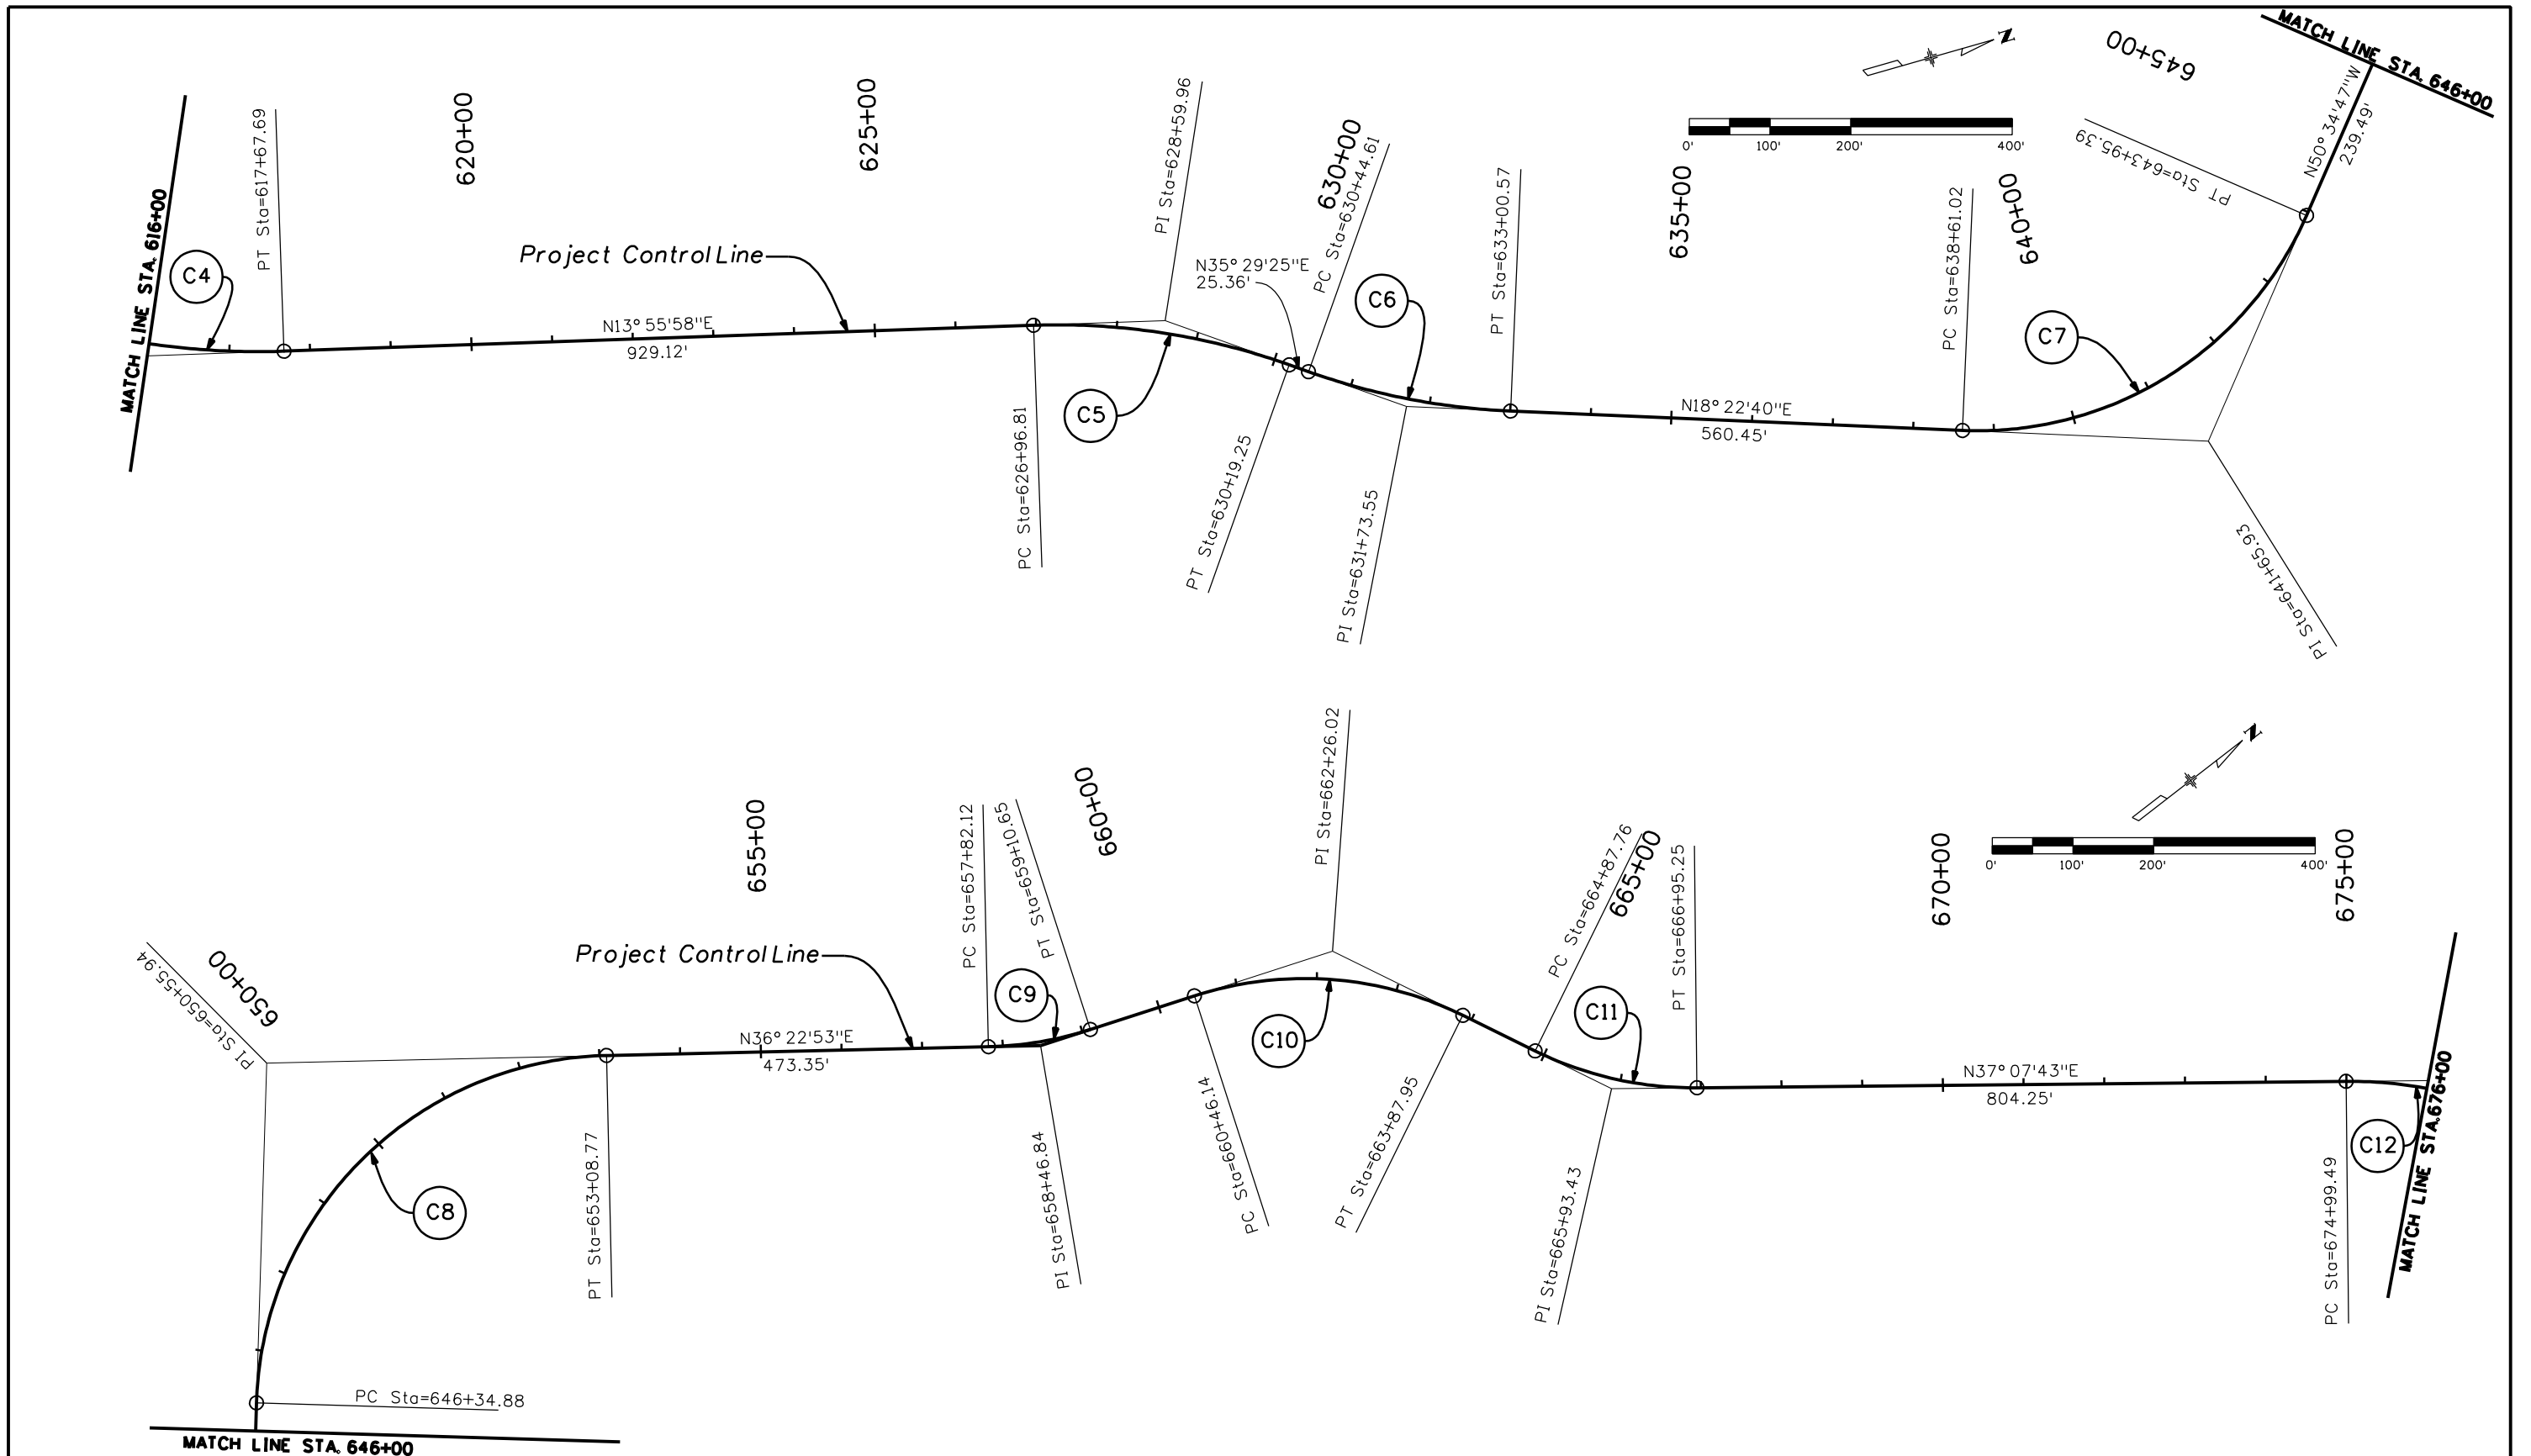 MATCH LINE STA. 616+00
C4
PT Sta=617+67.69
620+00
Project Control Line
N13° 55'58"E
929.12'
625+00
PC Sta=626+96.81
C5
PI Sta=628+59.96
PT Sta=630+19.25
N35° 29'25"E
25.36'
630+00
PC Sta=630+44.61
C6
PI Sta=631+73.55
PT Sta=633+00.57
635+00
N18° 22'40"E
560.45'
PC Sta=638+61.02
640+00
C7
PI Sta=641+65.93
PT Sta=643+95.39
645+00
N50° 34'47"W
239.49'
MATCH LINE STA. 646+00
N
0'
100'
200'
400'
MATCH LINE STA. 646+00
PC Sta=646+34.88
C8
PI Sta=650+55.94
650+00
PT Sta=653+08.77
655+00
Project Control Line
N36° 22'53"E
473.35'
PC Sta=657+82.12
C9
PI Sta=658+46.84
PT Sta=659+10.65
660+00
PC Sta=660+46.14
C10
PI Sta=662+26.02
PT Sta=663+87.95
PC Sta=664+87.76
665+00
C11
PI Sta=665+93.43
PT Sta=666+95.25
670+00
N37° 07'43"E
804.25'
PC Sta=674+99.49
675+00
C12
MATCH LINE STA.676+00
N
0'
100'
200'
400'